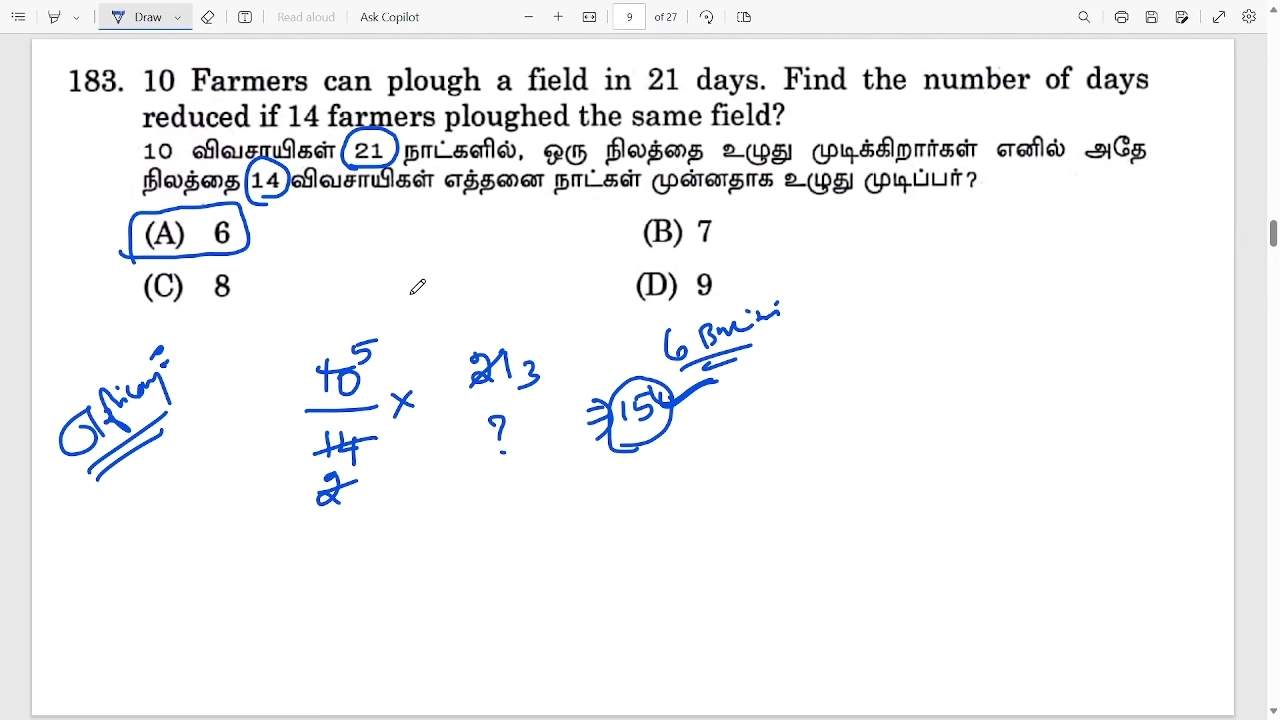 Draw
Read aloud
Ask Copilot
9
of 27
183. 10 Farmers can plough a field in 21 days. Find the number of days
reduced if 14 farmers ploughed the same field?
10 விவசாயிகள் 21 நாட்களில், ஒரு நிலத்தை உழுது முடிக்கிறார்கள் எனில் அதே
நிலத்தை 14 விவசாயிகள் எத்தனை நாட்கள் முன்னதாக உழுது முடிப்பர்?
(A) 6
(B) 7
(C) 8
(D) 9
10 5
21 3
6
×
15
14
?
2